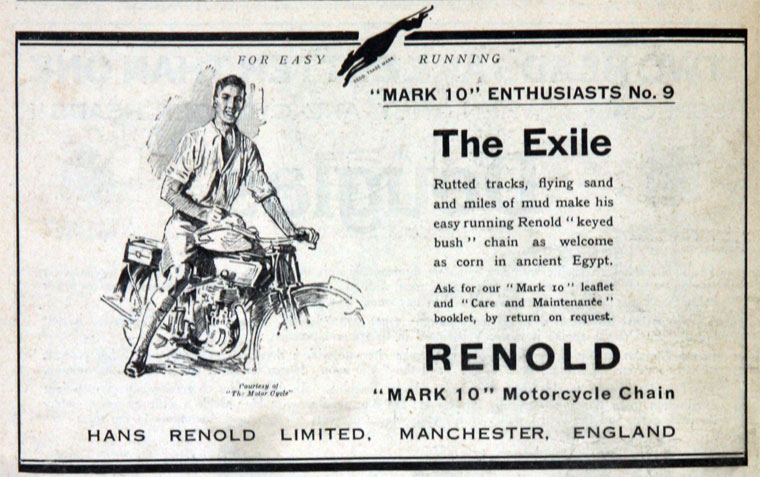 FOR EASY RUNNING
REGD. TRADE MARK
"MARK 10" ENTHUSIASTS No. 9
The Exile
Rutted tracks, flying sand
and miles of mud make his
easy running Renold "keyed
bush" chain as welcome
as corn in ancient Egypt.
Ask for our "Mark 10" leaflet
and "Care and Maintenance"
booklet, by return on request.
RENOLD
Courtesy of
"The Motor Cycle"
"MARK 10" Motorcycle Chain
HANS RENOLD LIMITED, MANCHESTER, ENGLAND